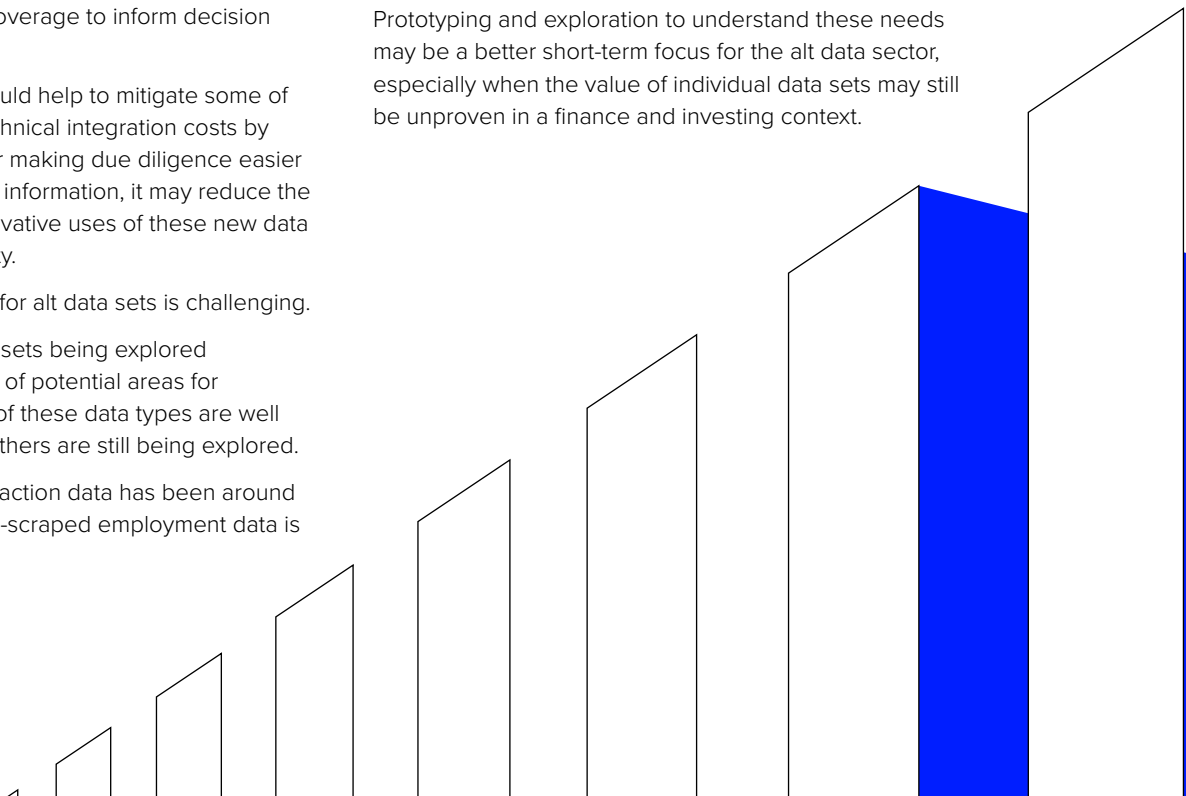 overage to inform decision
uld help to mitigate some of
hnical integration costs by
r making due diligence easier
information, it may reduce the
vative uses of these new data
y.
for alt data sets is challenging.
sets being explored
of potential areas for
of these data types are well
thers are still being explored.
action data has been around
-scraped employment data is
Prototyping and exploration to understand these needs
may be a better short-term focus for the alt data sector,
especially when the value of individual data sets may still
be unproven in a finance and investing context.